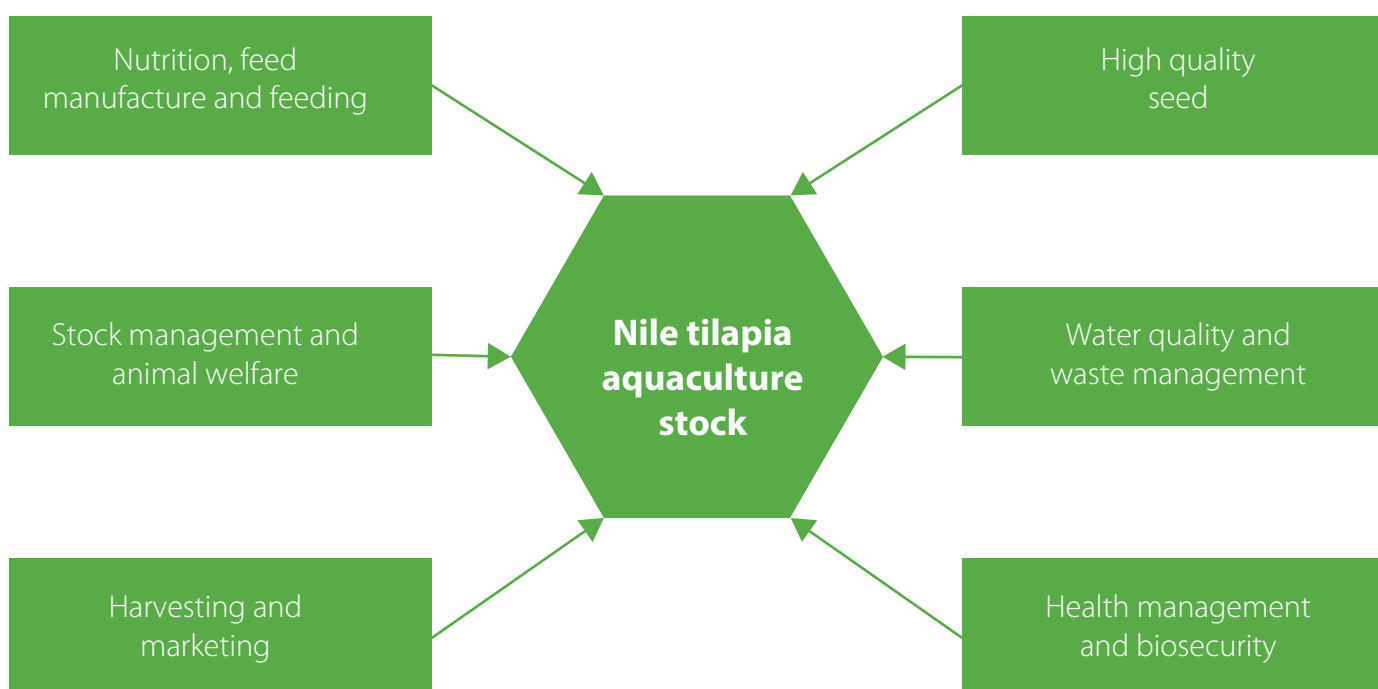 Nutrition, feed
manufacture and feeding
High quality
seed
Stock management and
animal welfare
Nile tilapia
aquaculture
stock
Water quality and
waste management
Harvesting and
marketing
Health management
and biosecurity